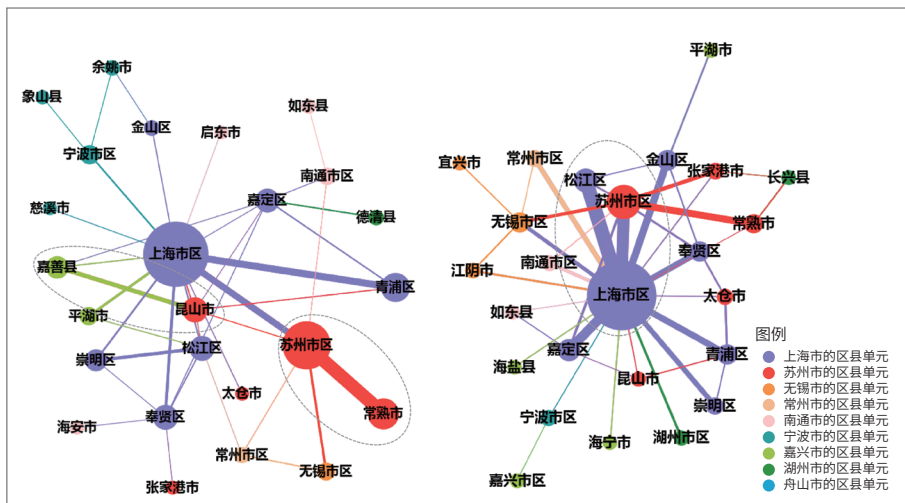 余姚市
象山县
金山区
启东市
如东县
宁波市区
南通市区
嘉定区
慈溪市
德清县
上海市区
嘉善县
青浦区
昆山市
平湖市
苏州市区
崇明区
松江区
太仓市
常熟市
奉贤区
海安市
常州市区
无锡市区
张家港市
平湖市
宜兴市
常州市区
金山区
松江区
张家港市
长兴县
苏州市区
无锡市区
常熟市
奉贤区
江阴市
南通市区
上海市区
太仓市
如东县
嘉定区
青浦区
海盐县
昆山市
崇明区
宁波市区
海宁市
湖州市区
嘉兴市区
图例
上海市的区县单元
苏州市的区县单元
无锡市的区县单元
常州市的区县单元
南通市的区县单元
宁波市的区县单元
嘉兴市的区县单元
湖州市的区县单元
舟山市的区县单元